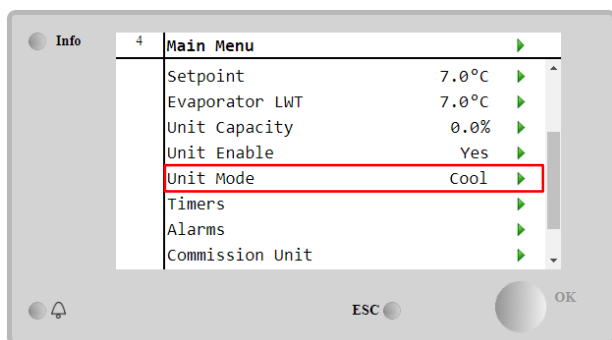 Info
4 Main Menu
Setpoint 7.0°C
Evaporator LWT 7.0°C
Unit Capacity 0.0%
Unit Enable Yes
Unit Mode Cool
Timers
Alarms
Commission Unit
ESC
OK